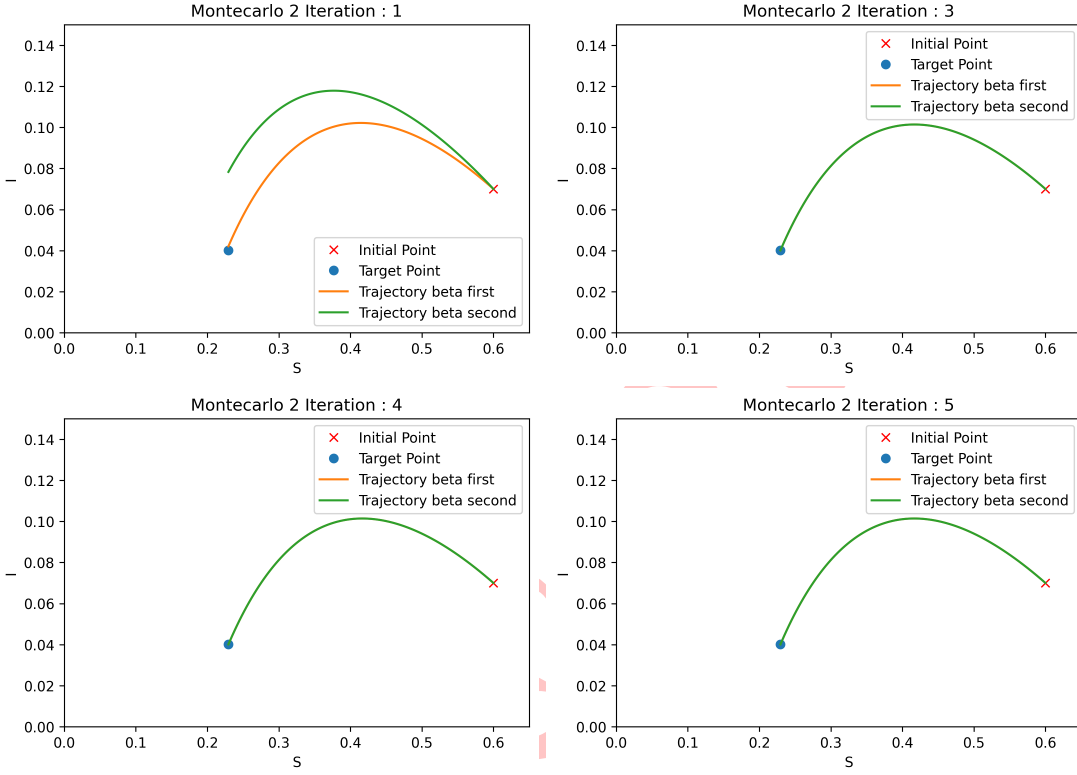 Montecarlo 2 Iteration : 1
0.14
0.12
0.10
0.08
0.06
0.04
0.02
0.00
I
0.0 0.1 0.2 0.3 0.4 0.5 0.6
S
Initial Point
Target Point
Trajectory beta first
Trajectory beta second
Montecarlo 2 Iteration : 3
0.14
0.12
0.10
0.08
0.06
0.04
0.02
0.00
I
0.0 0.1 0.2 0.3 0.4 0.5 0.6
S
Initial Point
Target Point
Trajectory beta first
Trajectory beta second
Montecarlo 2 Iteration : 4
0.14
0.12
0.10
0.08
0.06
0.04
0.02
0.00
I
0.0 0.1 0.2 0.3 0.4 0.5 0.6
S
Initial Point
Target Point
Trajectory beta first
Trajectory beta second
Montecarlo 2 Iteration : 5
0.14
0.12
0.10
0.08
0.06
0.04
0.02
0.00
I
0.0 0.1 0.2 0.3 0.4 0.5 0.6
S
Initial Point
Target Point
Trajectory beta first
Trajectory beta second